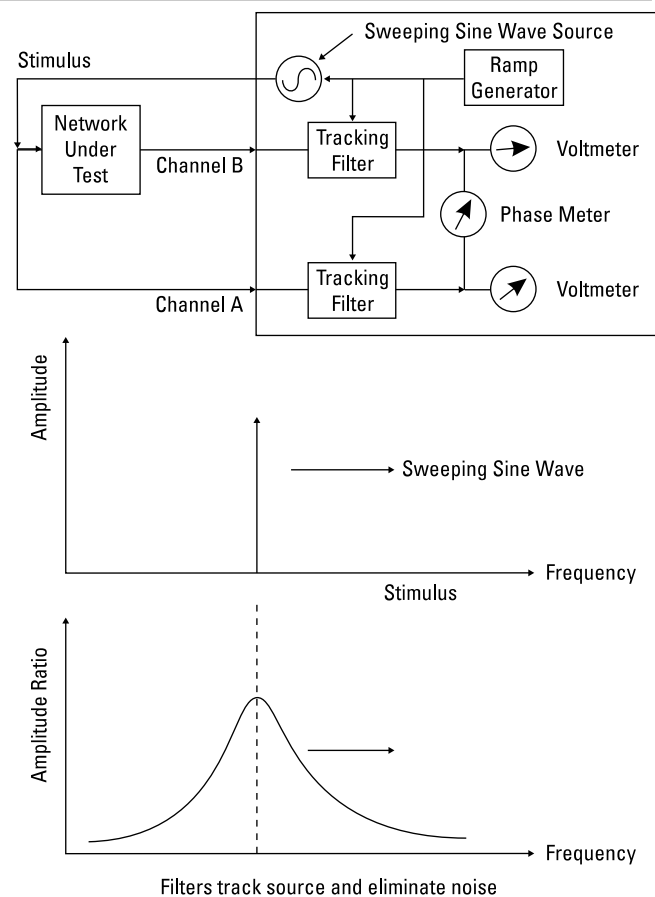 Sweeping Sine Wave Source
Stimulus
Ramp
Generator
Network
Under
Test
Channel B
Tracking
Filter
Voltmeter
Phase Meter
Tracking
Filter
Channel A
Voltmeter
Amplitude
Sweeping Sine Wave
Frequency
Stimulus
Amplitude Ratio
Frequency
Filters track source and eliminate noise